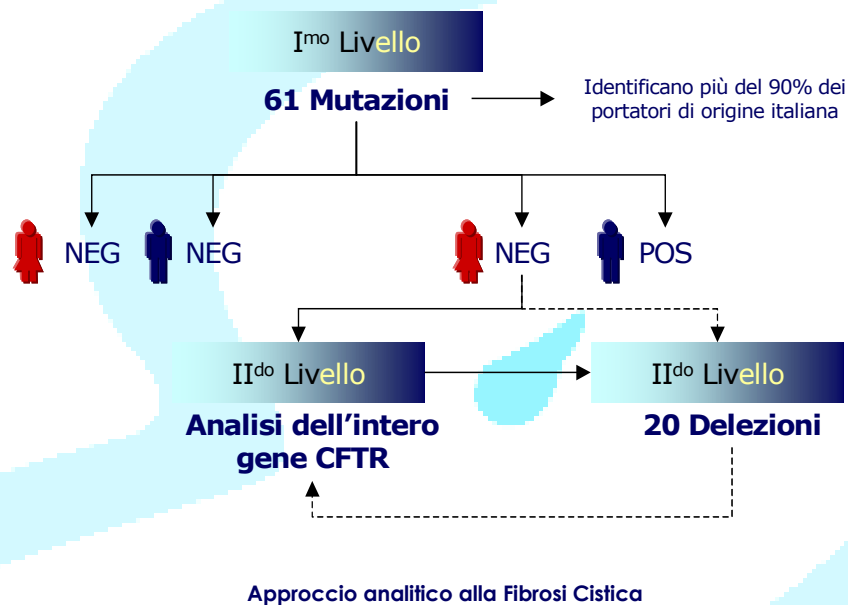 Iᵐᵒ Livello
61 Mutazioni
Identificano più del 90% dei
portatori di origine italiana
NEG
NEG
NEG
POS
IIᵈᵒ Livello
Analisi dell’intero
gene CFTR
IIᵈᵒ Livello
20 Delezioni
Approccio analitico alla Fibrosi Cistica